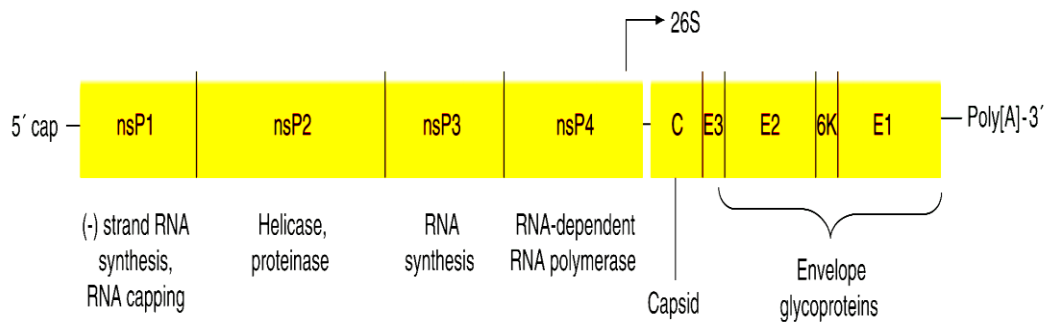 26S
5´ cap
nsP1
nsP2
nsP3
nsP4
C
E3
E2
6K
E1
Poly[A]-3´
(-) strand RNA
synthesis,
RNA capping
Helicase,
proteinase
RNA
synthesis
RNA-dependent
RNA polymerase
Capsid
Envelope
glycoproteins